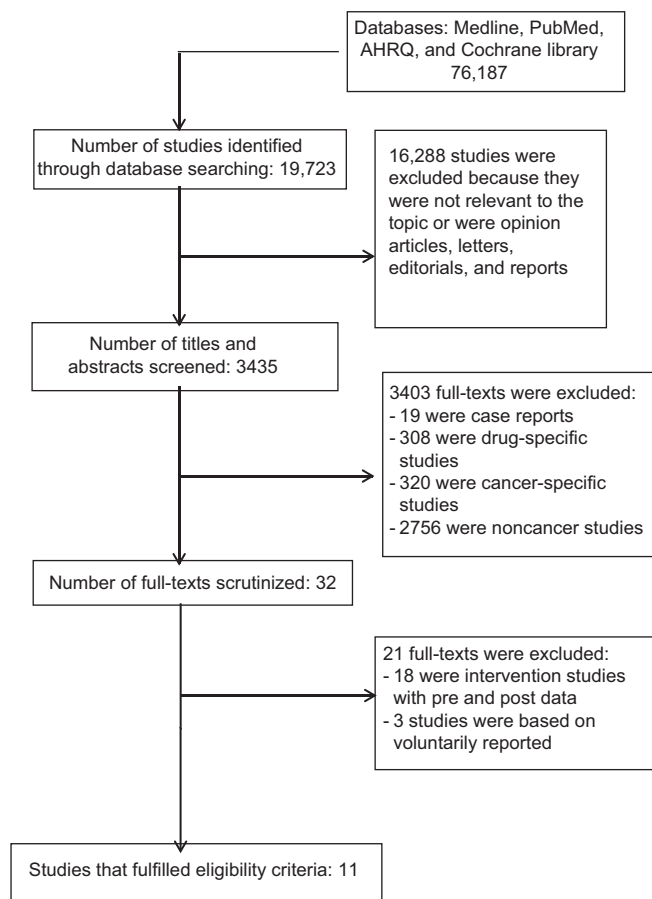 Databases: Medline, PubMed,
AHRQ, and Cochrane library
76,187
Number of studies identified
through database searching: 19,723
16,288 studies were
excluded because they
were not relevant to the
topic or were opinion
articles, letters,
editorials, and reports
Number of titles and
abstracts screened: 3435
3403 full-texts were excluded:
- 19 were case reports
- 308 were drug-specific
studies
- 320 were cancer-specific
studies
- 2756 were noncancer studies
Number of full-texts scrutinized: 32
21 full-texts were excluded:
- 18 were intervention studies
with pre and post data
- 3 studies were based on
voluntarily reported
Studies that fulfilled eligibility criteria: 11